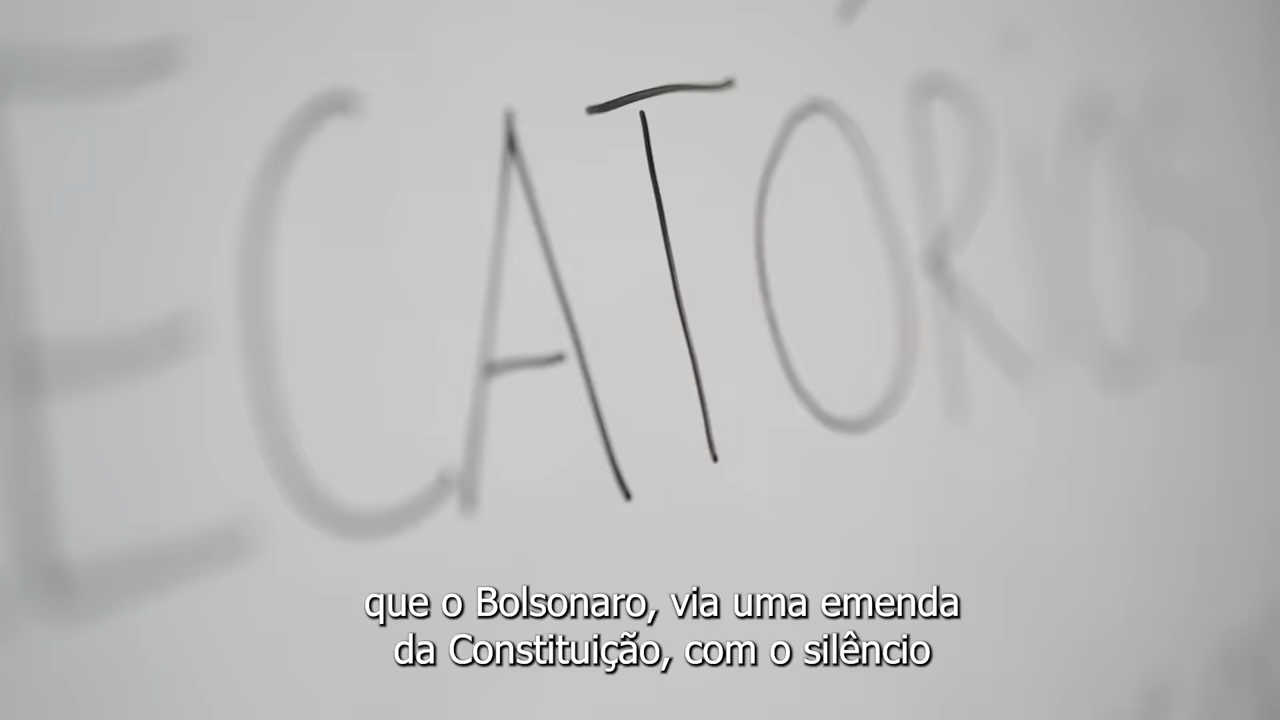 ECATÓRIOS
que o Bolsonaro, via uma emenda
da Constituição, com o silêncio